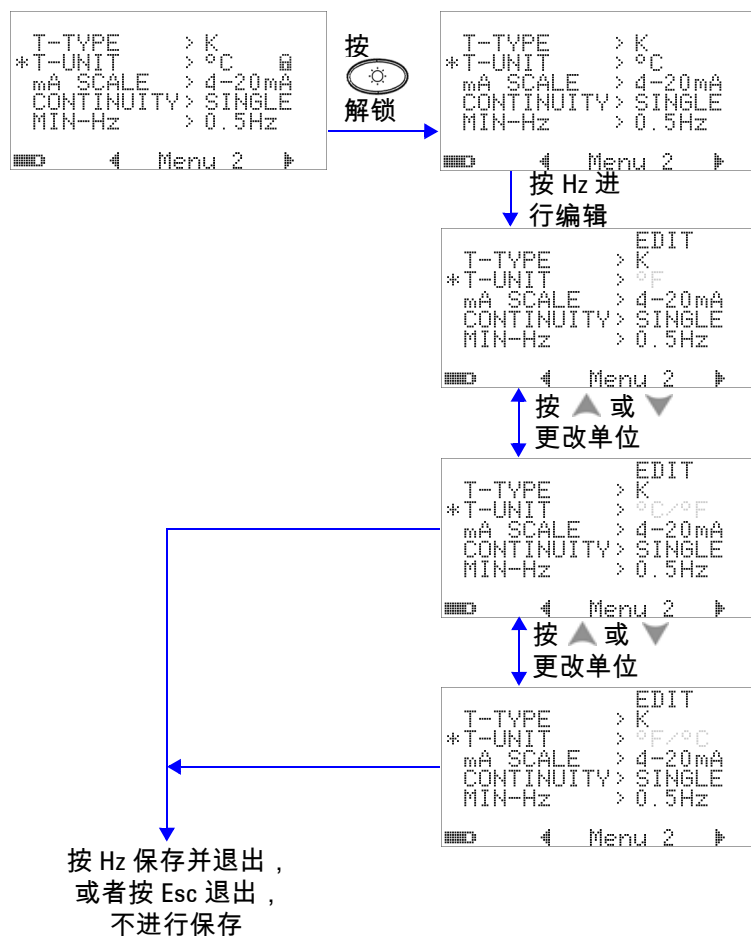 T-TYPE > K
*T-UNIT > °C
mA SCALE > 4-20mA
CONTINUITY> SINGLE
MIN-Hz > 0.5Hz
Menu 2
按
解锁
T-TYPE > K
*T-UNIT > °C
mA SCALE > 4-20mA
CONTINUITY> SINGLE
MIN-Hz > 0.5Hz
Menu 2
按 Hz 进
行编辑
EDIT
T-TYPE > K
*T-UNIT > °F
mA SCALE > 4-20mA
CONTINUITY> SINGLE
MIN-Hz > 0.5Hz
Menu 2
按 ▲ 或 ▼
更改单位
EDIT
T-TYPE > K
*T-UNIT > °C/°F
mA SCALE > 4-20mA
CONTINUITY> SINGLE
MIN-Hz > 0.5Hz
Menu 2
按 ▲ 或 ▼
更改单位
EDIT
T-TYPE > K
*T-UNIT > °F/°C
mA SCALE > 4-20mA
CONTINUITY> SINGLE
MIN-Hz > 0.5Hz
Menu 2
按 Hz 保存并退出，
或者按 Esc 退出，
不进行保存